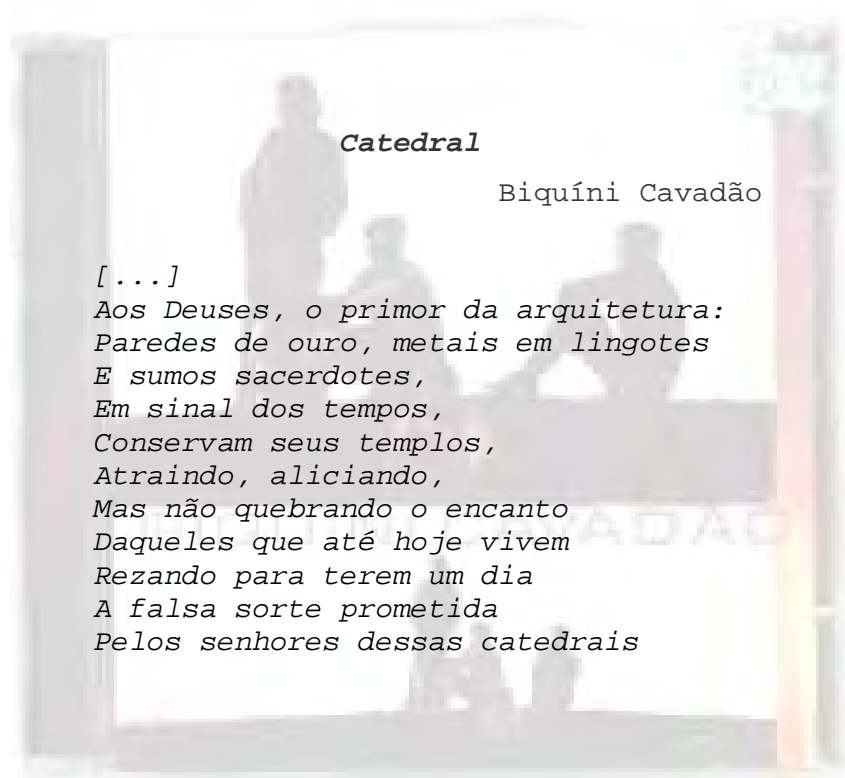 Catedral
Biquíni Cavadão
[...]
Aos Deuses, o primor da arquitetura:
Paredes de ouro, metais em lingotes
E sumos sacerdotes,
Em sinal dos tempos,
Conservam seus templos,
Atraindo, aliciando,
Mas não quebrando o encanto
Daqueles que até hoje vivem
Rezando para terem um dia
A falsa sorte prometida
Pelos senhores dessas catedrais